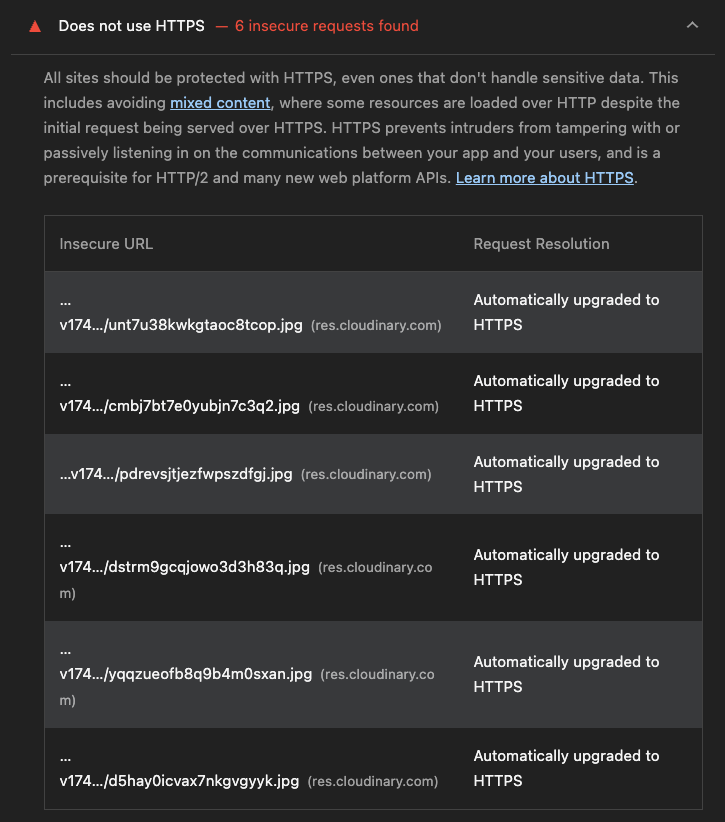 Does not use HTTPS — 6 insecure requests found
All sites should be protected with HTTPS, even ones that don't handle sensitive data. This
includes avoiding mixed content, where some resources are loaded over HTTP despite the
initial request being served over HTTPS. HTTPS prevents intruders from tampering with or
passively listening in on the communications between your app and your users, and is a
prerequisite for HTTP/2 and many new web platform APIs. Learn more about HTTPS.
Insecure URL
Request Resolution
…
v174…/unt7u38kwkgtaoc8tcop.jpg (res.cloudinary.com)
Automatically upgraded to
HTTPS
…
v174…/cmbj7bt7e0yubjn7c3q2.jpg (res.cloudinary.com)
Automatically upgraded to
HTTPS
…v174…/pdrevsjtjezfwpszdfgj.jpg (res.cloudinary.com)
Automatically upgraded to
HTTPS
…
v174…/dstrm9gcqjowo3d3h83q.jpg (res.cloudinary.co
m)
Automatically upgraded to
HTTPS
…
v174…/yqqzueofb8q9b4m0sxan.jpg (res.cloudinary.co
m)
Automatically upgraded to
HTTPS
…
v174…/d5hay0icvax7nkgvgyyk.jpg (res.cloudinary.com)
Automatically upgraded to
HTTPS